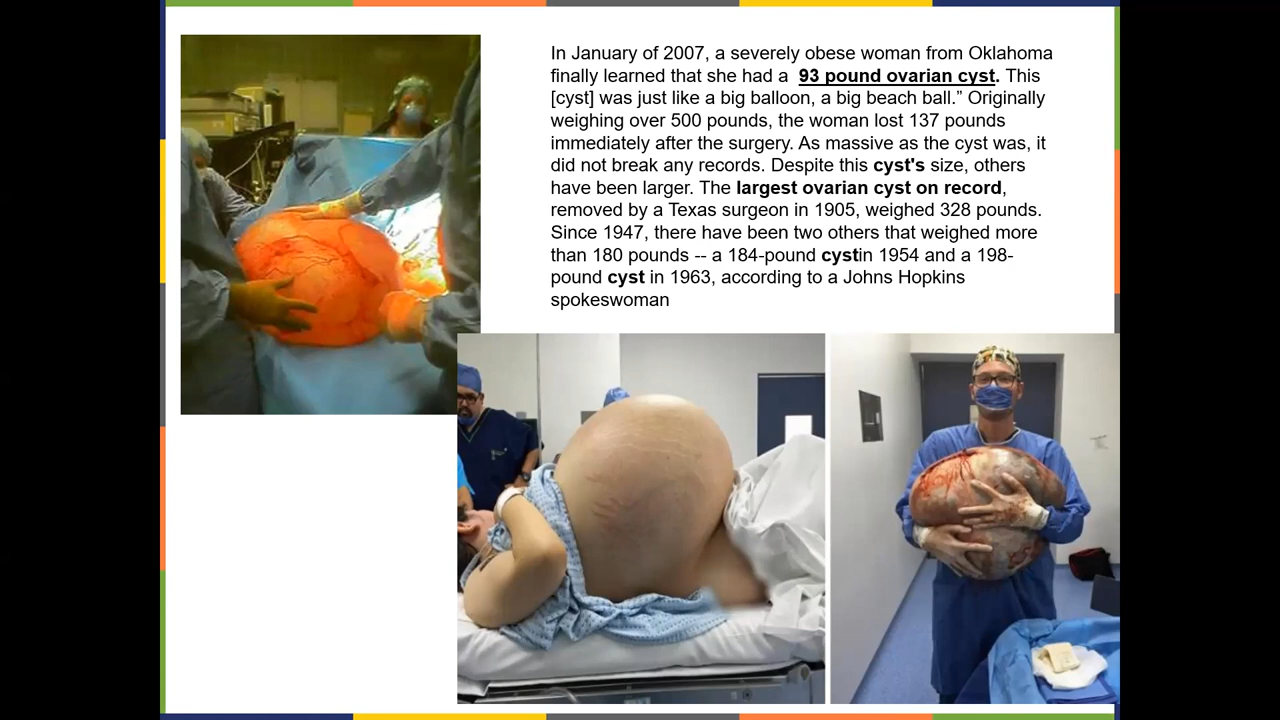 In January of 2007, a severely obese woman from Oklahoma
finally learned that she had a  93 pound ovarian cyst. This
[cyst] was just like a big balloon, a big beach ball.” Originally
weighing over 500 pounds, the woman lost 137 pounds
immediately after the surgery. As massive as the cyst was, it
did not break any records. Despite this cyst's size, others
have been larger. The largest ovarian cyst on record,
removed by a Texas surgeon in 1905, weighed 328 pounds.
Since 1947, there have been two others that weighed more
than 180 pounds -- a 184-pound cystin 1954 and a 198-
pound cyst in 1963, according to a Johns Hopkins
spokeswoman